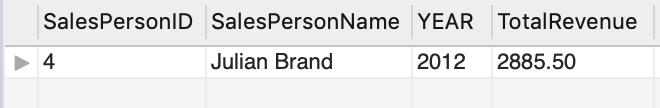 SalesPersonID SalesPersonName YEAR TotalRevenue
4 Julian Brand 2012 2885.50